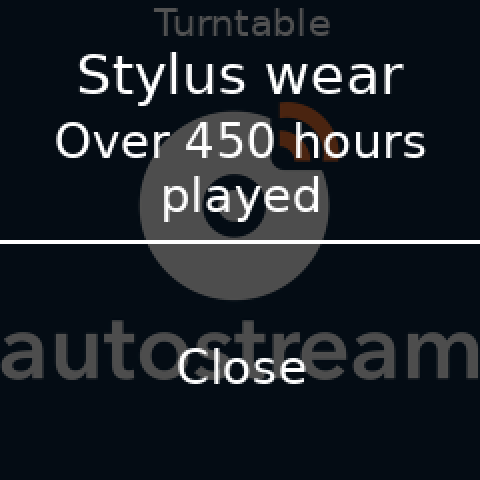 Turntable
Stylus wear
Over 450 hours
played
autostream
Close